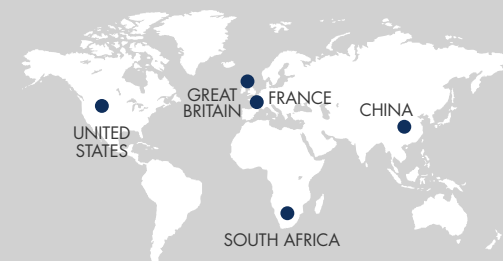 GREAT
BRITAIN
FRANCE
CHINA
UNITED
STATES
SOUTH AFRICA